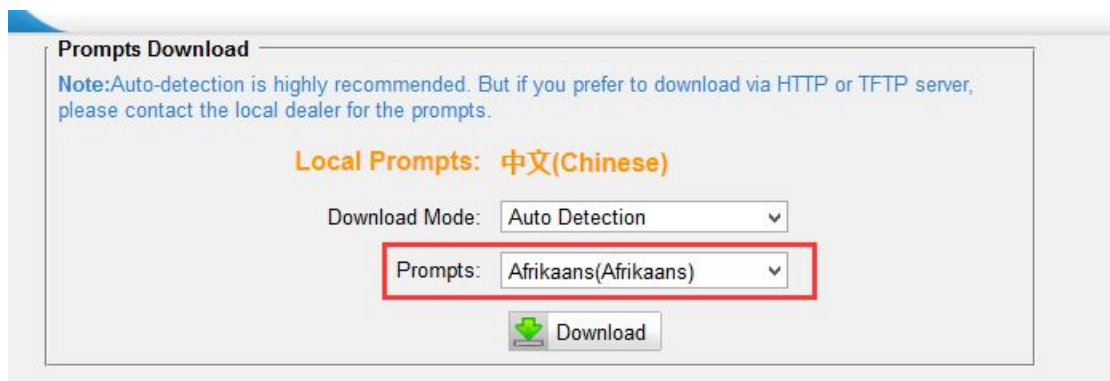 Prompts Download
Note:Auto-detection is highly recommended. But if you prefer to download via HTTP or TFTP server,
please contact the local dealer for the prompts.
Local Prompts: 中文(Chinese)
Download Mode: Auto Detection
Prompts: Afrikaans(Afrikaans)
Download